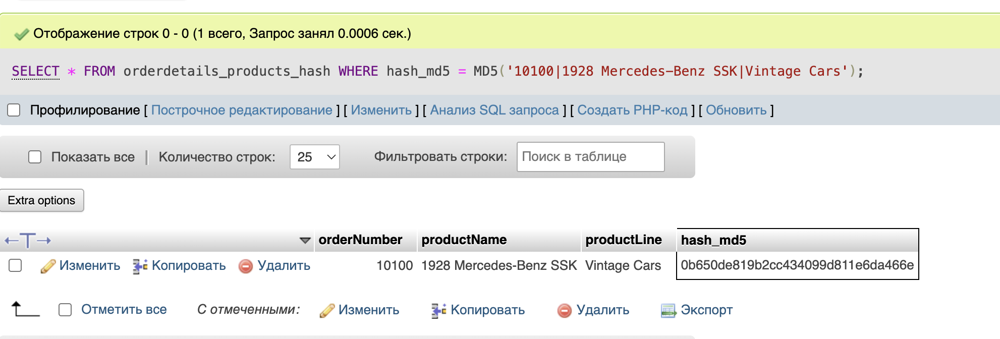 Отображение строк 0 - 0 (1 всего, Запрос занял 0.0006 сек.)
SELECT * FROM orderdetails_products_hash WHERE hash_md5 = MD5('10100|1928 Mercedes-Benz SSK|Vintage Cars');
Профилирование [ Построчное редактирование ] [ Изменить ] [ Анализ SQL запроса ] [ Создать PHP-код ] [ Обновить ]
Показать все | Количество строк: 25 Фильтровать строки: Поиск в таблице
Extra options
←T→ orderNumber productName productLine hash_md5
Изменить Копировать Удалить 10100 1928 Mercedes-Benz SSK Vintage Cars 0b650de819b2cc434099d811e6da466e
Отметить все С отмеченными: Изменить Копировать Удалить Экспорт